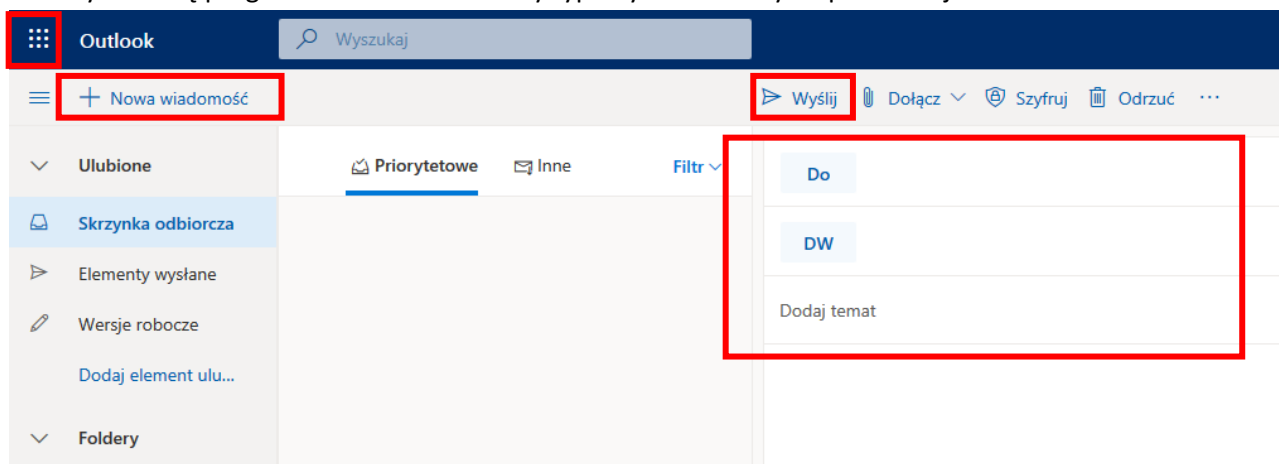 Outlook
Wyszukaj
Nowa wiadomość
Wyślij Dołącz Szyfruj Odrzuć ...
Ulubione
Priorytetowe Inne Filtr
Do
Skrzynka odbiorcza
DW
Elementy wysłane
Dodaj temat
Wersje robocze
Dodaj element ulu...
Foldery